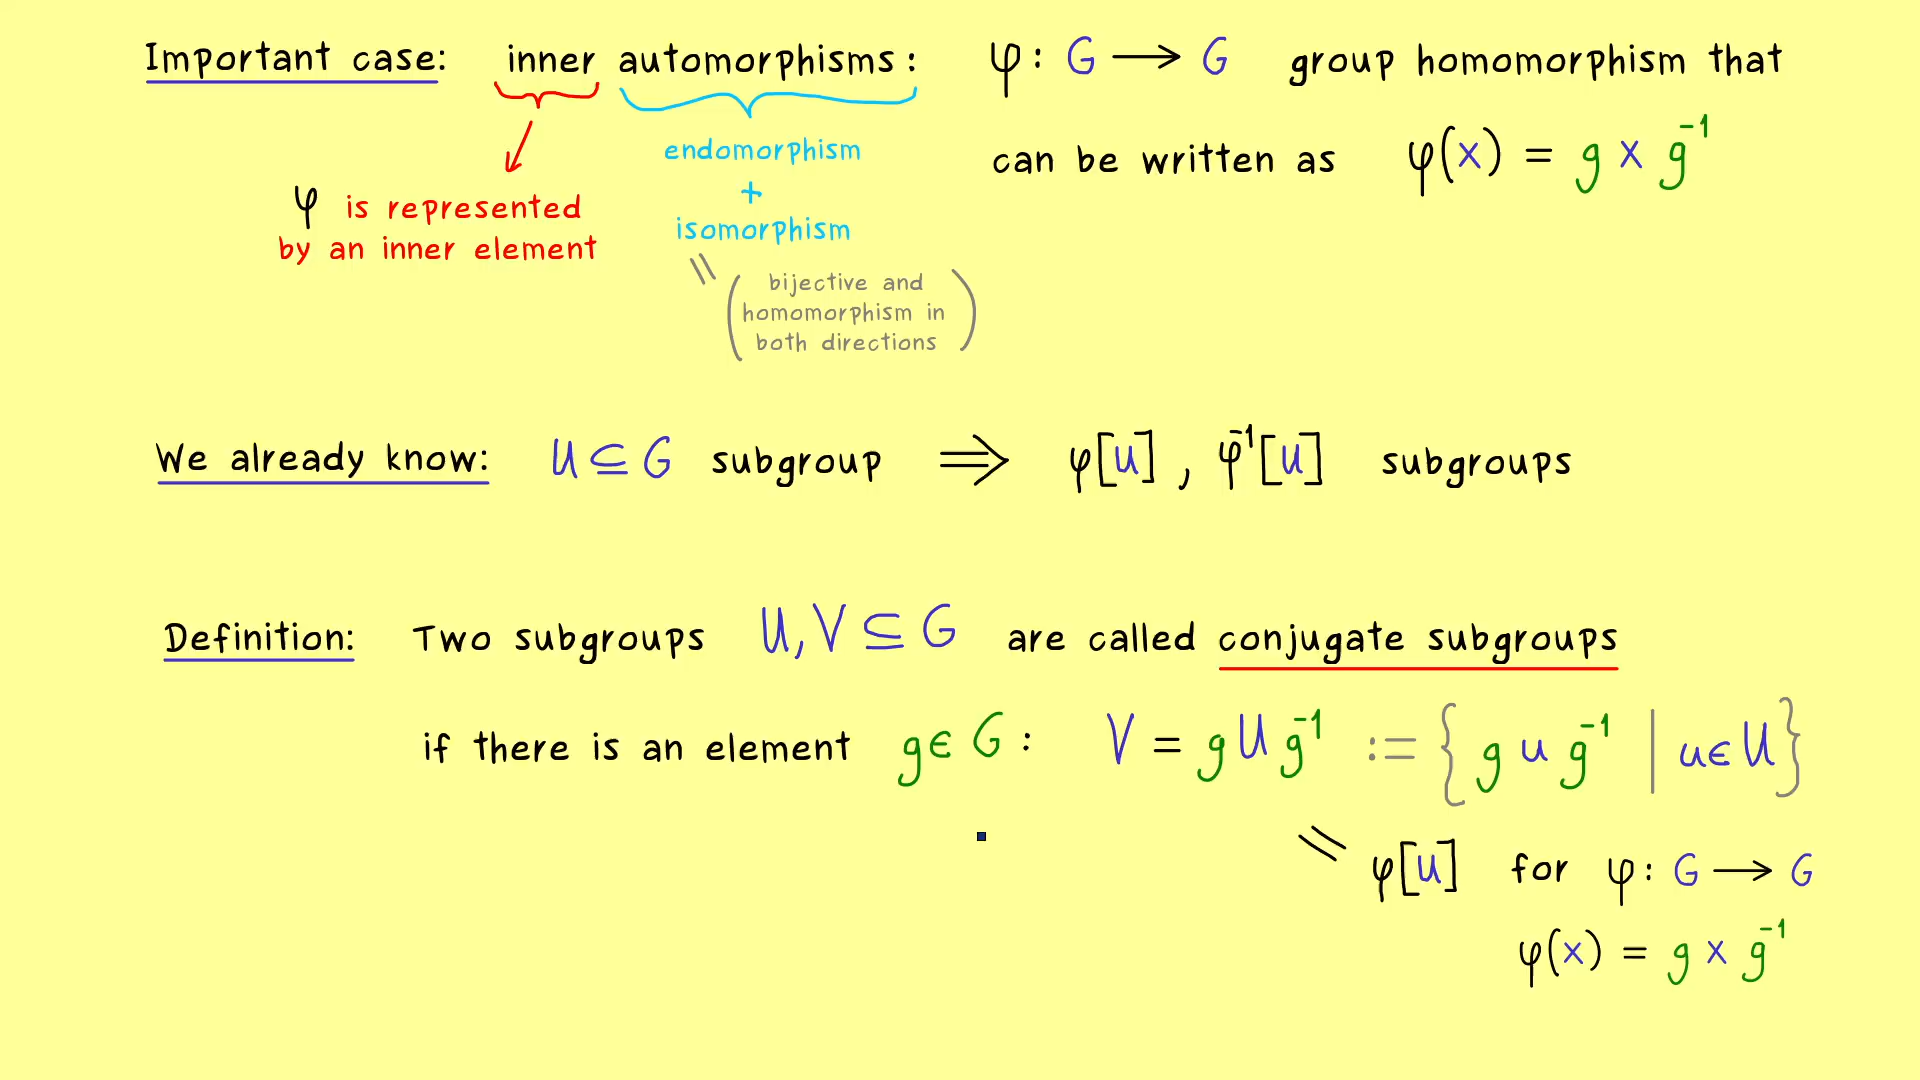 Important case: inner automorphisms: φ: G ⟶ G group homomorphism that
can be written as φ(x) = g x g⁻¹
φ is represented
by an inner element
endomorphism
+
isomorphism
=
(bijective and
homomorphism in
both directions)
We already know: U ⊆ G subgroup ⟹ φ[U] , φ⁻¹[U] subgroups
Definition: Two subgroups U, V ⊆ G are called conjugate subgroups
if there is an element g ∈ G: V = g U g⁻¹ := { g u g⁻¹ | u ∈ U }
= φ[U] for φ: G ⟶ G
φ(x) = g x g⁻¹